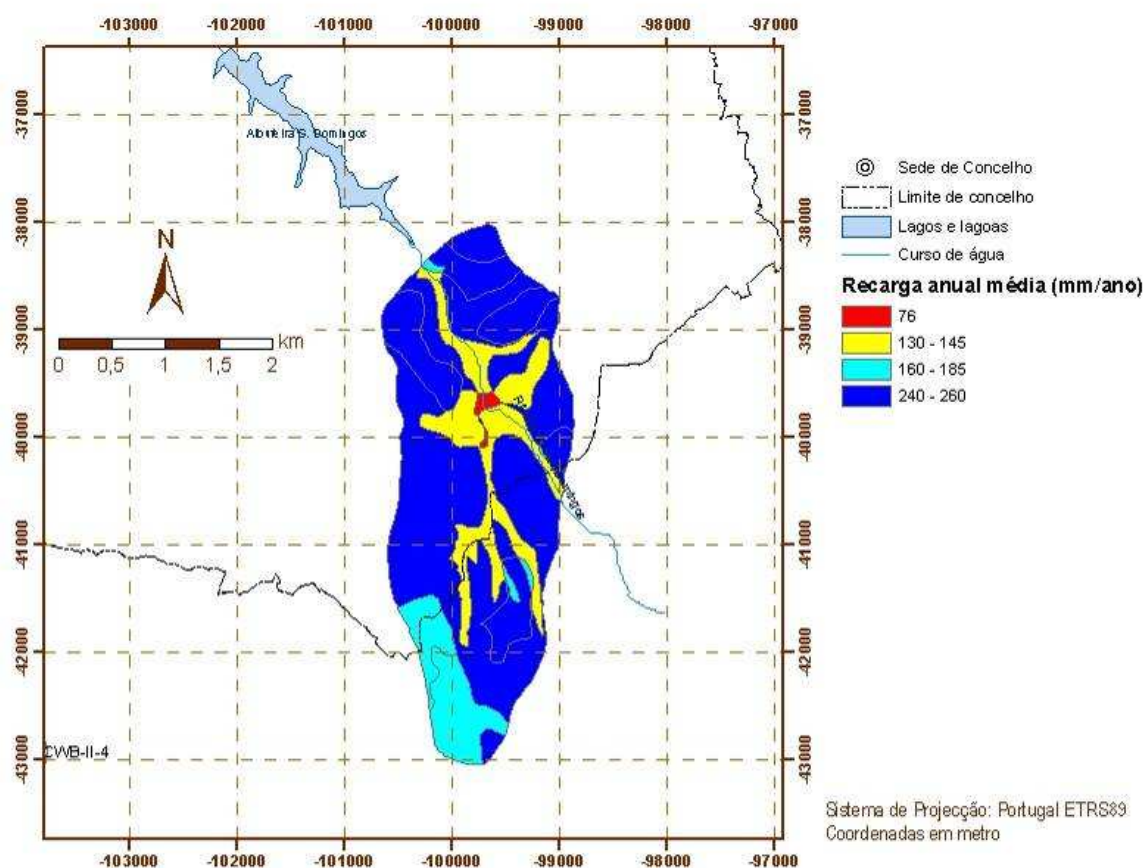 -103000 -102000 -101000 -100000 -99000 -98000 -97000
-37000 -37000
Albufeira S. Domingos
-38000 -38000
N
-39000 -39000
km
0 0,5 1 1,5 2
-40000 -40000
-41000 -41000
-42000 -42000
CWB-II-4
-43000 -43000
-103000 -102000 -101000 -100000 -99000 -98000 -97000
Sede de Concelho
Limite de concelho
Lagos e lagoas
Curso de água
Recarga anual média (mm/ano)
76
130 - 145
160 - 185
240 - 260
Sistema de Projecção: Portugal ETRS89
Coordenadas em metro